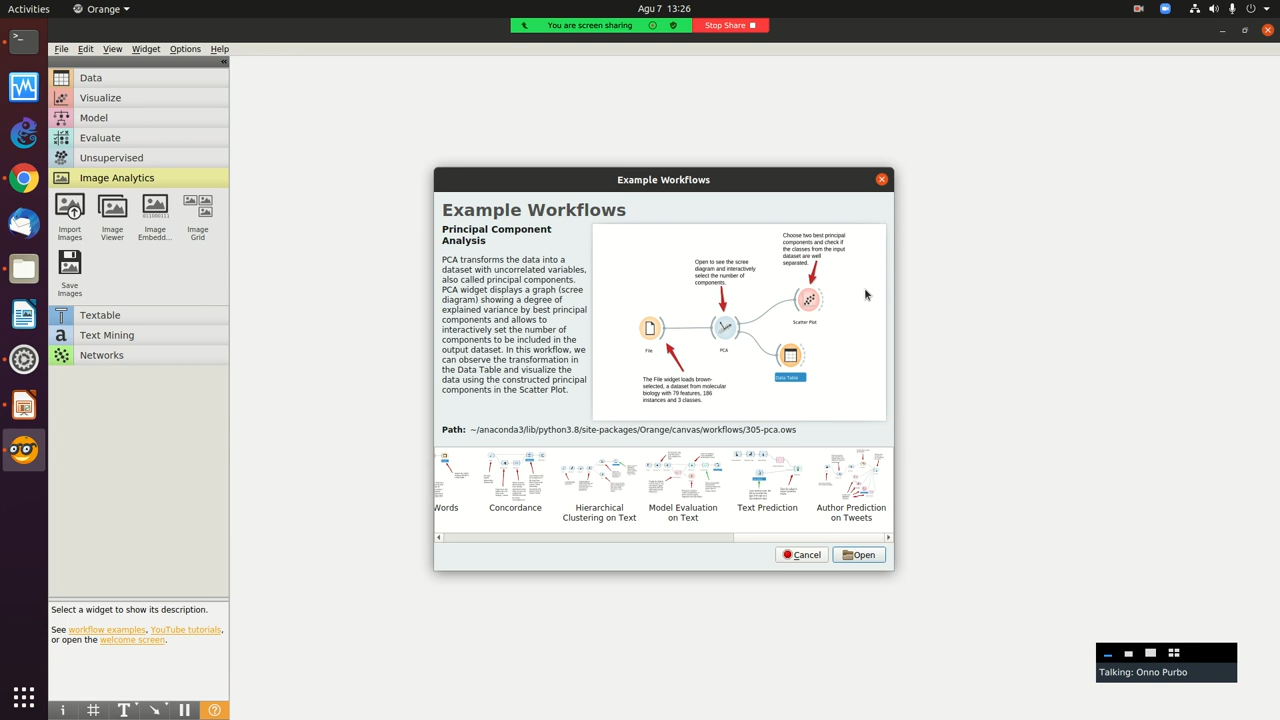 Activities
Orange
Agu 7 13:26
You are screen sharing
Stop Share
File Edit View Widget Options Help
Data
Visualize
Model
Evaluate
Unsupervised
Image Analytics
Import Images
Image Viewer
Image Embedd...
Image Grid
Save Images
Textable
Text Mining
Networks
Select a widget to show its description.
See workflow examples, YouTube tutorials,
or open the welcome screen.
Example Workflows
Example Workflows
Principal Component
Analysis
PCA transforms the data into a
dataset with uncorrelated variables,
also called principal components.
PCA widget displays a graph (scree
diagram) showing a degree of
explained variance by best principal
components and allows to
interactively set the number of
components to be included in the
output dataset. In this workflow, we
can observe the transformation in
the Data Table and visualize the
data using the constructed principal
components in the Scatter Plot.
Choose two best principal
components and check if
the classes from the input
dataset are well
separated.
Open to see the scree
diagram and interactively
select the number of
components.
Scatter Plot
File
PCA
Data Table
The File widget loads brown-
selected, a dataset from molecular
biology with 79 features, 186
instances and 3 classes.
Path: ~/anaconda3/lib/python3.8/site-packages/Orange/canvas/workflows/305-pca.ows
Words
Concordance
Hierarchical
Clustering on Text
Model Evaluation
on Text
Text Prediction
Author Prediction
on Tweets
Cancel
Open
Talking: Onno Purbo